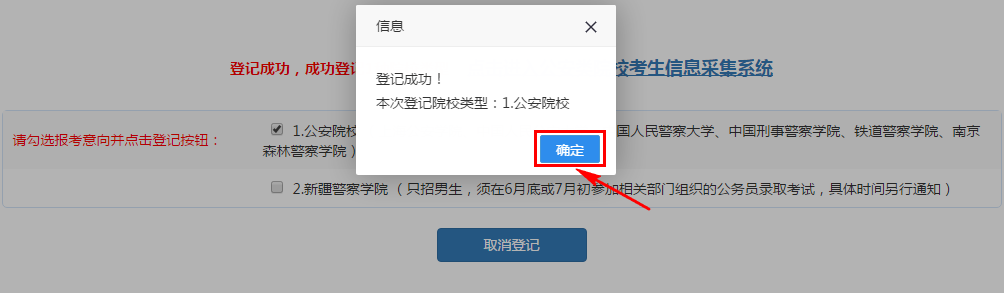 信息
登记成功！
本次登记院校类型：1.公安院校
确定
登记成功，成功登记
校考生信息采集系统
请勾选报考意向并点击登记按钮：
1.公安院校
国人民警察大学、中国刑事警察学院、铁道警察学院、南京
森林警察学院）
2.新疆警察学院 （ 只招男生，须在6月底或7月初参加相关部门组织的公务员录取考试，具体时间另行通知 ）
取消登记